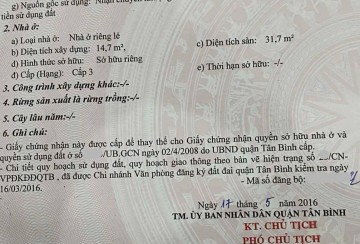 g) Nguồn gốc sử dụng: Nhận chuyển
tiền sử dụng đất
2. Nhà ở:
a) Loại nhà ở: Nhà ở riêng lẻ
b) Diện tích xây dựng: 14,7 m²,
c) Diện tích sàn: 31,7 m²
d) Hình thức sở hữu: Sở hữu riêng
đ) Cấp (Hạng): Cấp 3
e) Thời hạn sở hữu: -/-
3. Công trình xây dựng khác:-/-
4. Rừng sản xuất là rừng trồng:-/-
5. Cây lâu năm:-/-
6. Ghi chú:
- Giấy chứng nhận này được cấp để thay thế cho Giấy chứng nhận quyền sở hữu nhà ở và
quyền sử dụng đất ở số /UB.GCN ngày 02/4/2008 do UBND quận Tân Bình cấp.
- Chi tiết quy hoạch sử dụng đất, quy hoạch giao thông theo bản vẽ hiện trạng số /CN-
VPĐKĐĐQTB , đã được Chi nhánh Văn phòng đăng ký đất đai quận Tân Bình kiểm tra ngày
16/03/2016.
- Mã số đăng bộ:
Ngày 17 tháng 5 năm 2016
TM. ỦY BAN NHÂN DÂN QUẬN TÂN BÌNH
KT. CHỦ TỊCH
PHÓ CHỦ TỊCH